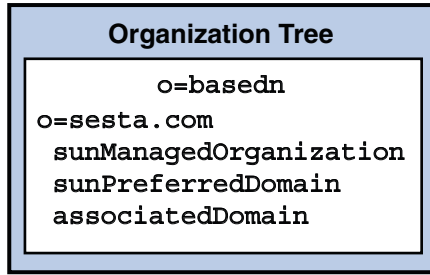 Organization Tree
o=basedn
o=sesta.com
sunManagedOrganization
sunPreferredDomain
associatedDomain